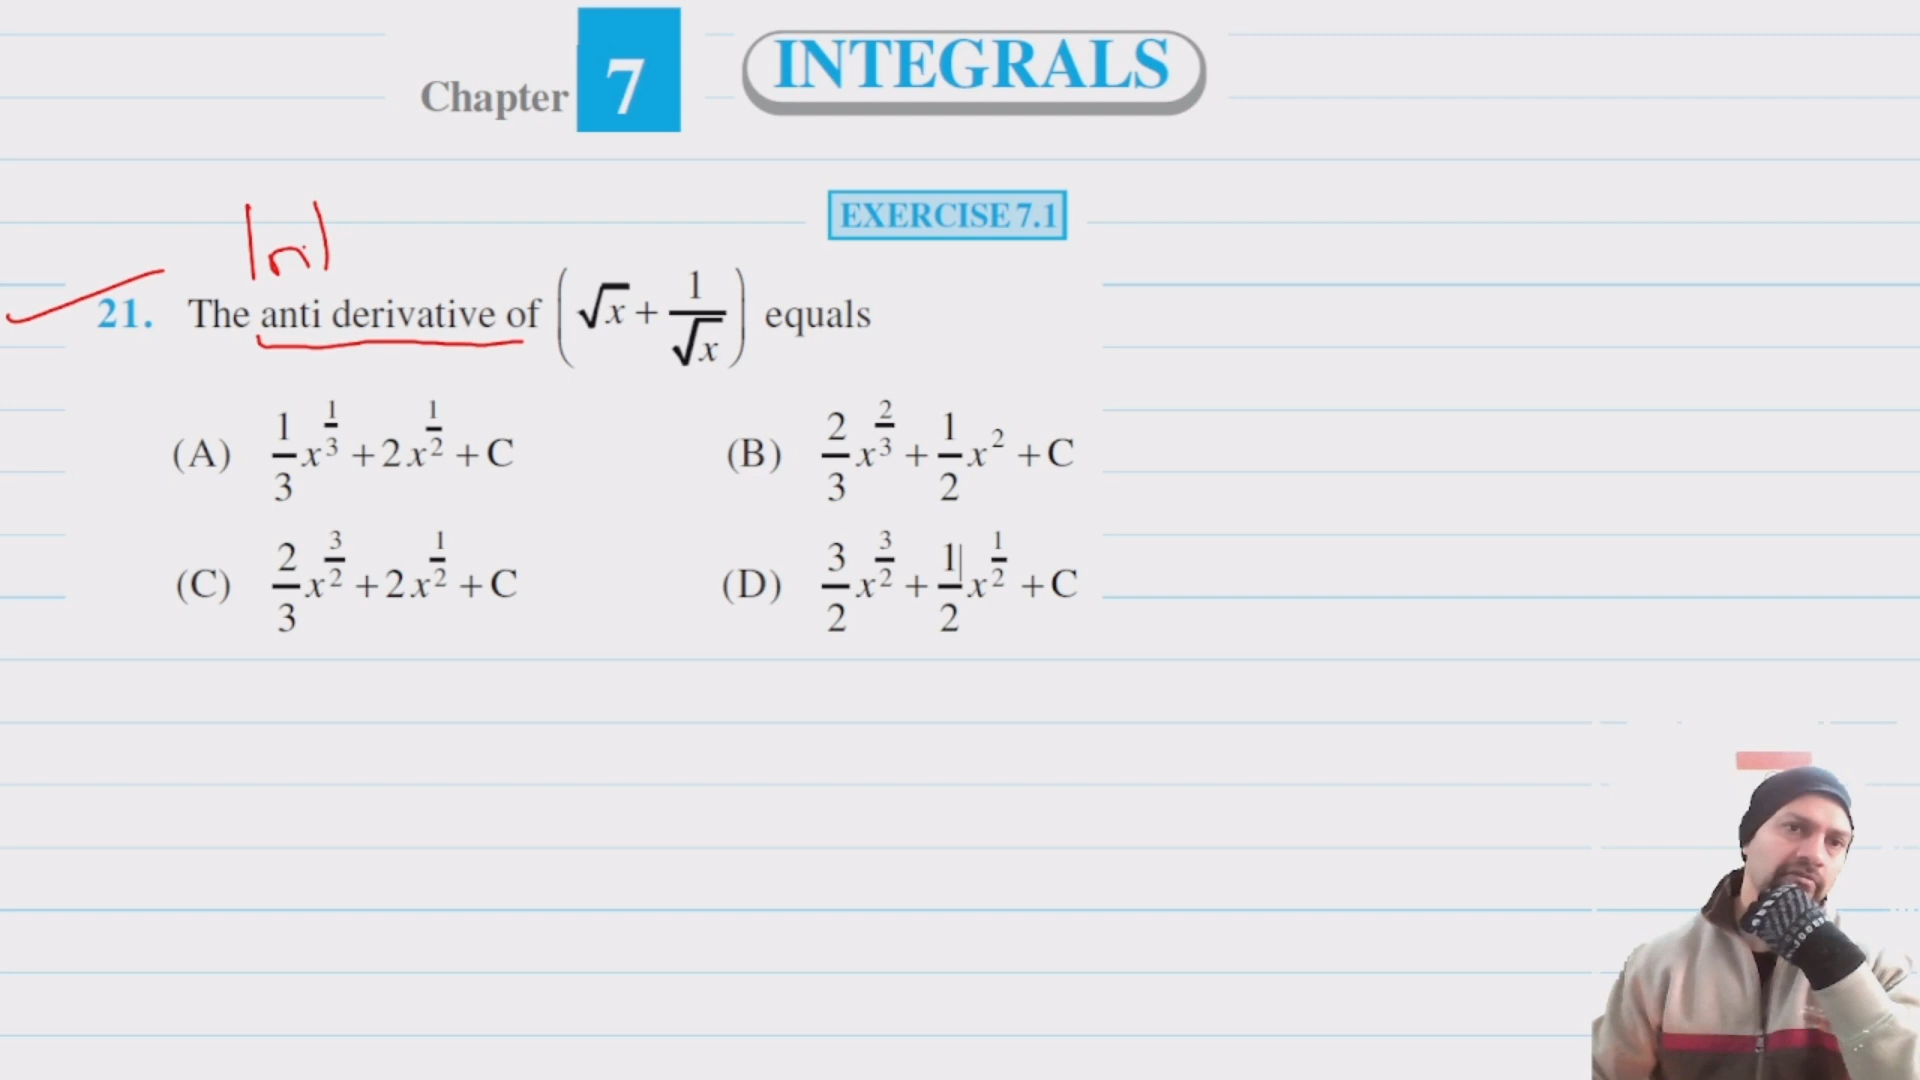 Chapter 7 INTEGRALS
EXERCISE 7.1
21. The anti derivative of (√x + 1/√x) equals
(A) 1/3 x^(1/3) + 2x^(1/2) + C (B) 2/3 x^(2/3) + 1/2 x^2 + C
(C) 2/3 x^(3/2) + 2x^(1/2) + C (D) 3/2 x^(3/2) + 1/2 x^(1/2) + C